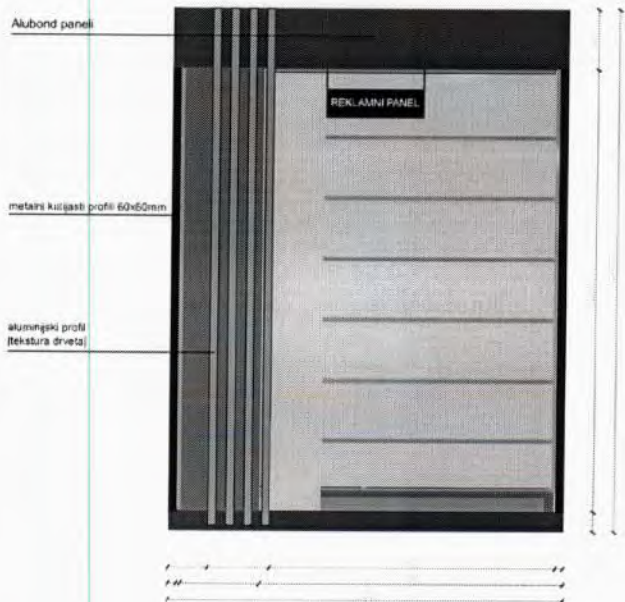 Alubond paneli
REKLAMNI PANEL
metalni kutijasti profili 60x60mm
aluminijski profil
(tekstura drveta)